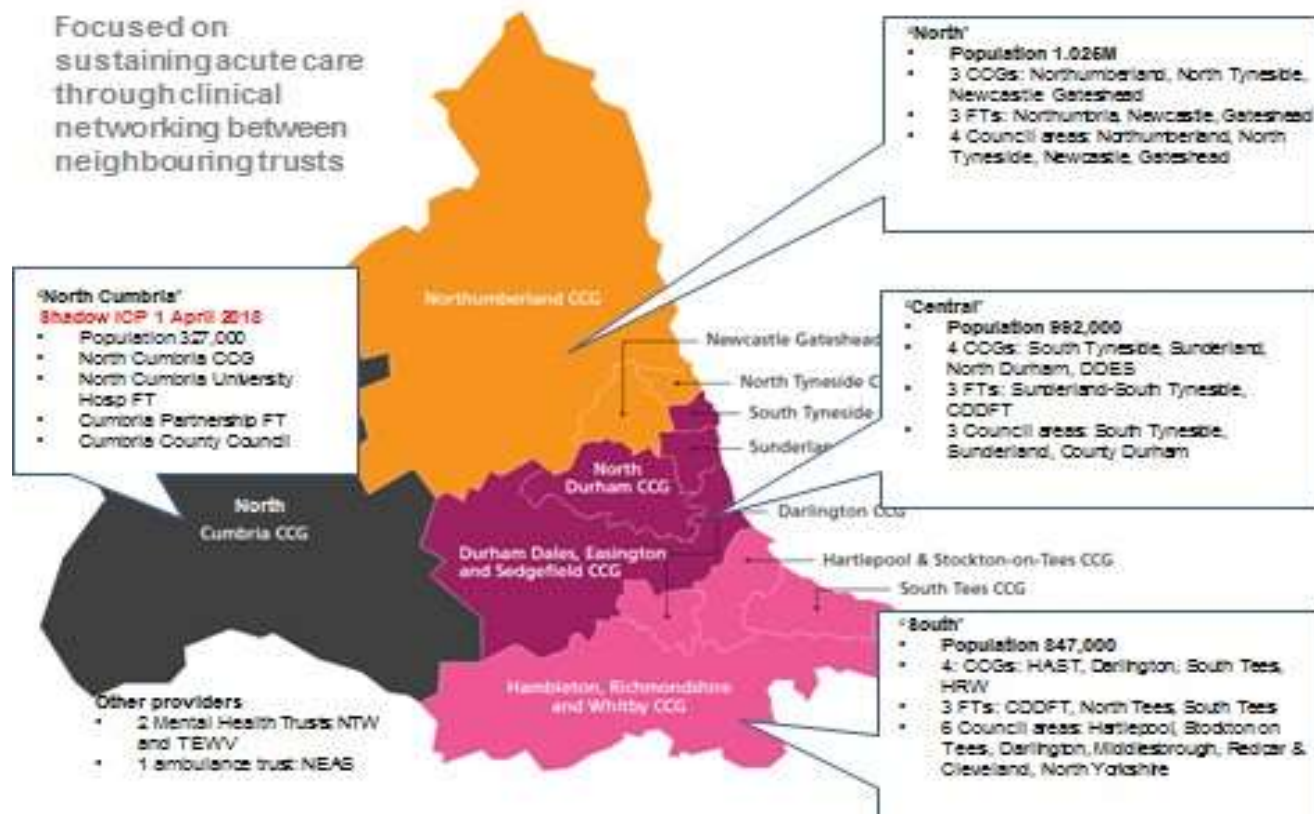 Focused on
sustaining acute care
through clinical
networking between
neighbouring trusts
'North'
• Population 1.025M
• 3 CCGs: Northumberland, North Tyneside,
Newcastle Gateshead
• 3 FTs: Northumbria, Newcastle, Gateshead
• 4 Council areas: Northumberland, North
Tyneside, Newcastle, Gateshead
'North Cumbria'
Shadow ICP 1 April 2018
• Population 327,000
• North Cumbria CCG
• North Cumbria University
Hosp FT
• Cumbria Partnership FT
• Cumbria County Council
Northumberland CCG
Newcastle Gateshead
North Tyneside C
South Tyneside
Sunderlan
North
Durham CCG
Darlington CCG
North
Cumbria CCG
Durham Dales, Easington
and Sedgefield CCG
Hartlepool & Stockton-on-Tees CCG
South Tees CCG
Hambleton, Richmondshire
and Whitby CCG
'Central'
• Population 992,000
• 4 CCGs: South Tyneside, Sunderland,
North Durham, DDES
• 3 FTs: Sunderland-South Tyneside,
CDDFT
• 3 Council areas: South Tyneside,
Sunderland, County Durham
'South'
• Population 847,000
• 4: CCGs: HAST, Darlington, South Tees,
HRW
• 3 FTs: CDDFT, North Tees, South Tees
• 6 Council areas: Hartlepool, Stockton on
Tees, Darlington, Middlesbrough, Redcar &
Cleveland, North Yorkshire
Other providers
• 2 Mental Health Trusts NTW
and TEWV
• 1 ambulance trust: NEAS